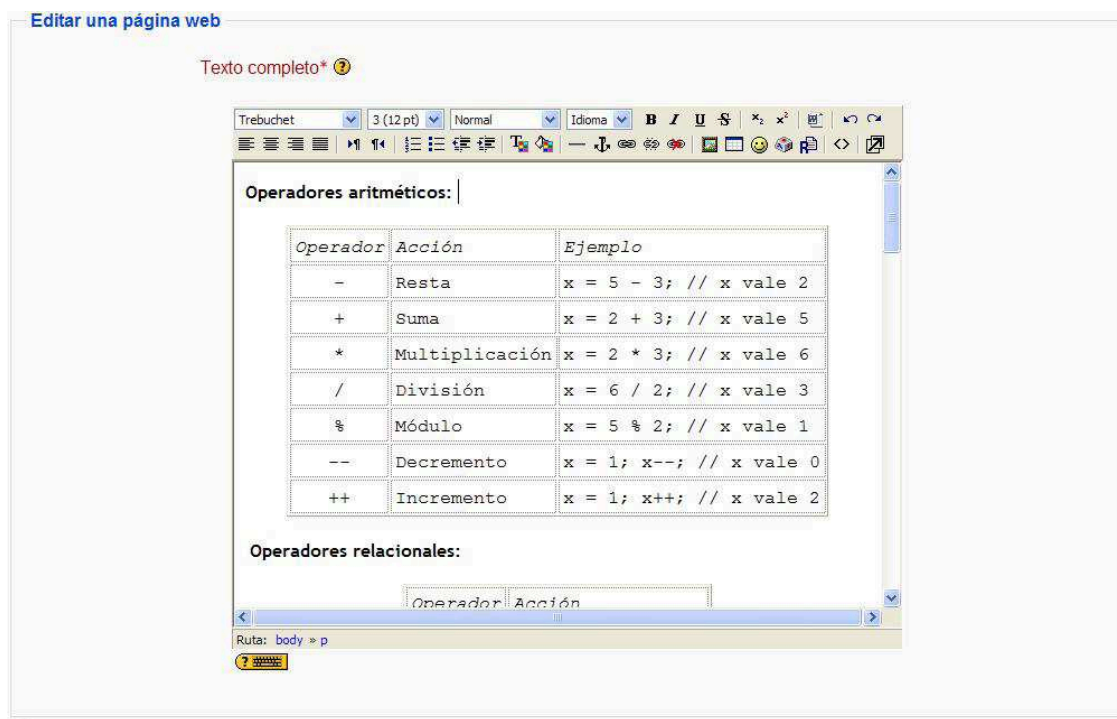 Editar una página web
Texto completo*
Trebuchet 3 (12 pt) Normal Idioma B I U S x₂ x²
Operadores aritméticos:
Operador Acción Ejemplo
- Resta x = 5 - 3; // x vale 2
+ Suma x = 2 + 3; // x vale 5
* Multiplicación x = 2 * 3; // x vale 6
/ División x = 6 / 2; // x vale 3
% Módulo x = 5 % 2; // x vale 1
-- Decremento x = 1; x--; // x vale 0
++ Incremento x = 1; x++; // x vale 2
Operadores relacionales:
Operador Acción
Ruta: body » p